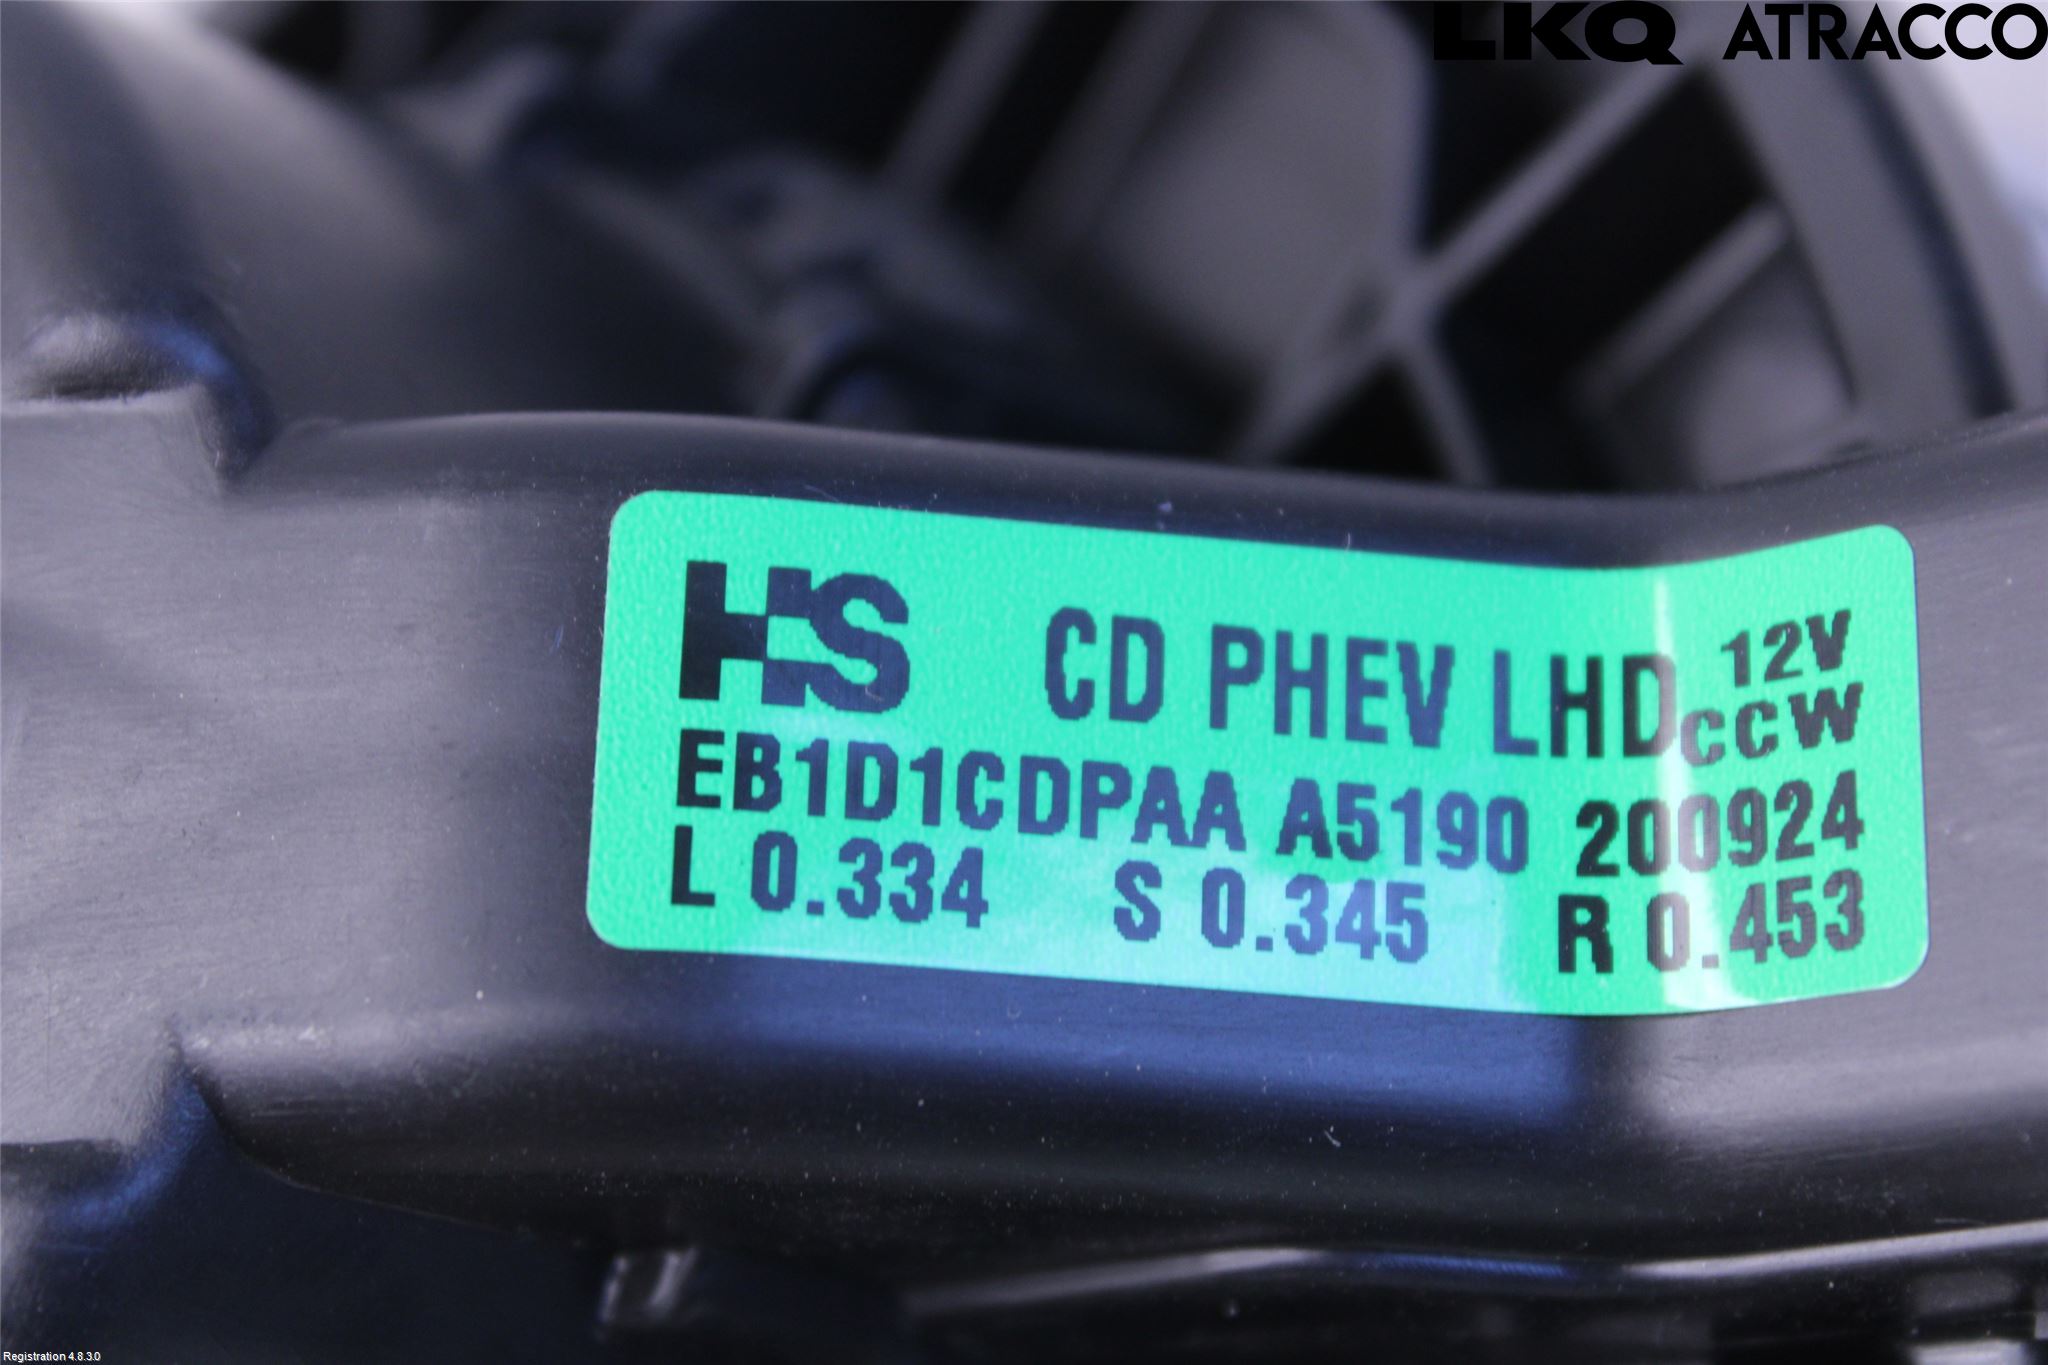 LKQ ATRACCO
HS CD PHEV LHD 12V
CCW
EB1D1CDPAA A5190 200924
L 0.334 S 0.345 R 0.453
Registration 4.8.3.0